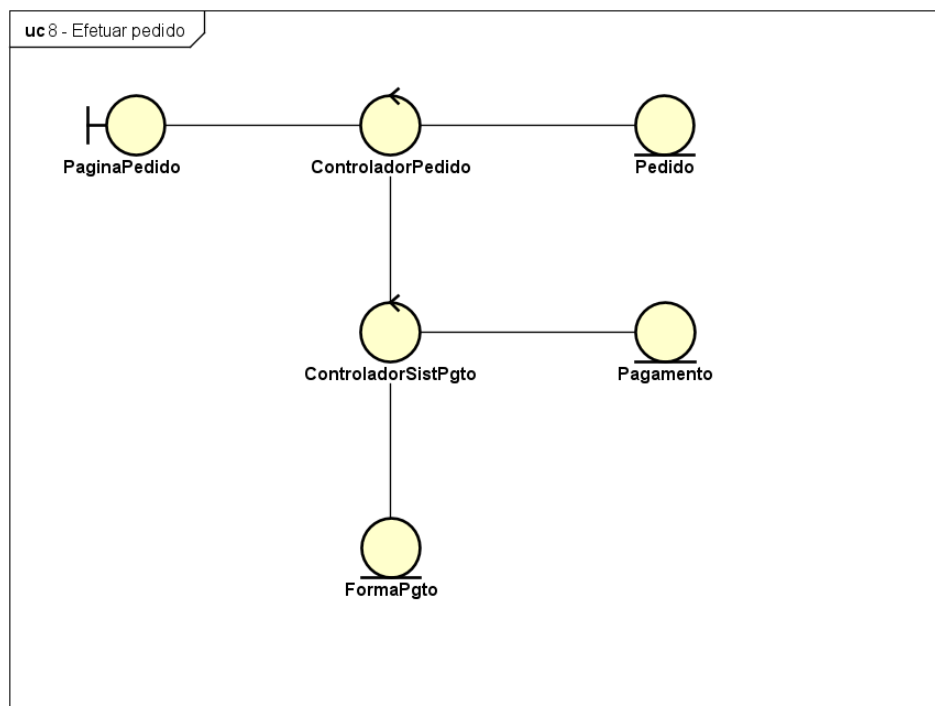 uc 8 - Efetuar pedido
PaginaPedido
ControladorPedido
Pedido
ControladorSistPgto
Pagamento
FormaPgto